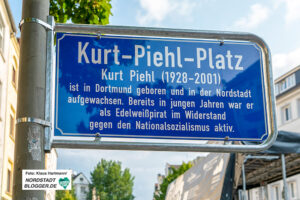 Kurt-Piehl-Platz
Kurt Piehl (1928-2001)
ist in Dortmund geboren und in der Nordstadt
aufgewachsen. Bereits in jungen Jahren war er
als Edelweißpirat im Widerstand
gegen den Nationalsozialismus aktiv.
Foto: Klaus Hartmann/
NORDSTADT
BLOGGER.DE